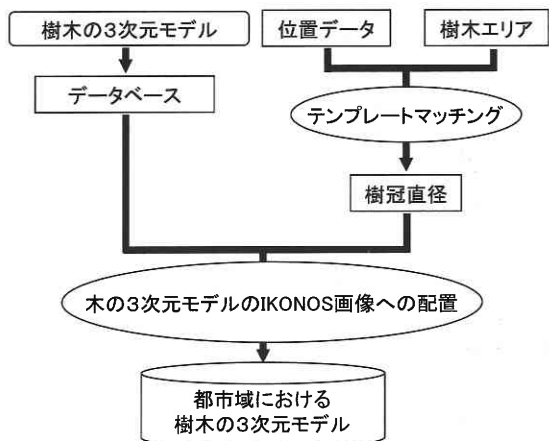 樹木の3次元モデル
位置データ
樹木エリア
データベース
テンプレートマッチング
樹冠直径
木の3次元モデルのIKONOS画像への配置
都市域における
樹木の3次元モデル